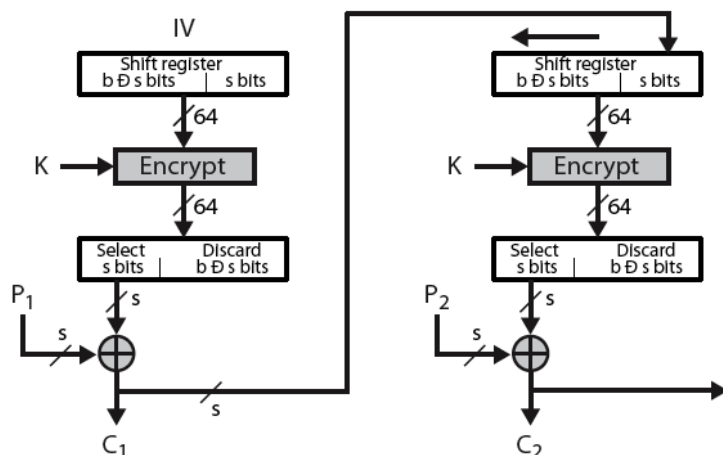 IV
Shift register
b Ð s bits | s bits
64
K
Encrypt
64
Select Discard
s bits | b Ð s bits
P1
s
s
s
C1
Shift register
b Ð s bits | s bits
64
K
Encrypt
64
Select Discard
s bits | b Ð s bits
P2
s
s
C2